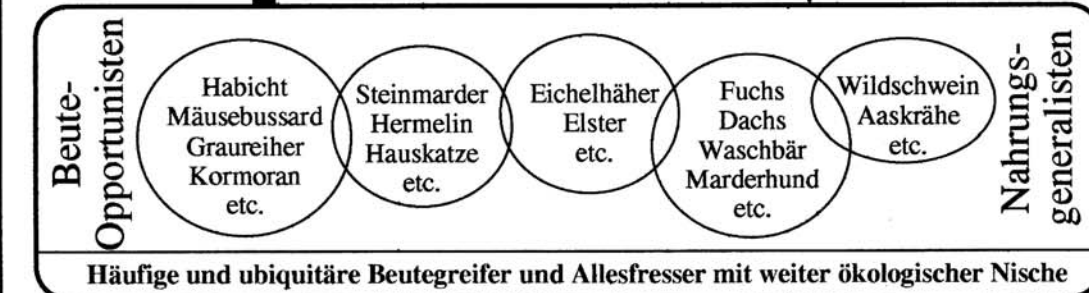 Beute-
Opportunisten
Habicht
Mäusebussard
Graureiher
Kormoran
etc.
Steinmarder
Hermelin
Hauskatze
etc.
Eichelhäher
Elster
etc.
Fuchs
Dachs
Waschbär
Marderhund
etc.
Wildschwein
Aaskrähe
etc.
Nahrungs-
generalisten
Häufige und ubiquitäre Beutegreifer und Allesfresser mit weiter ökologischer Nische